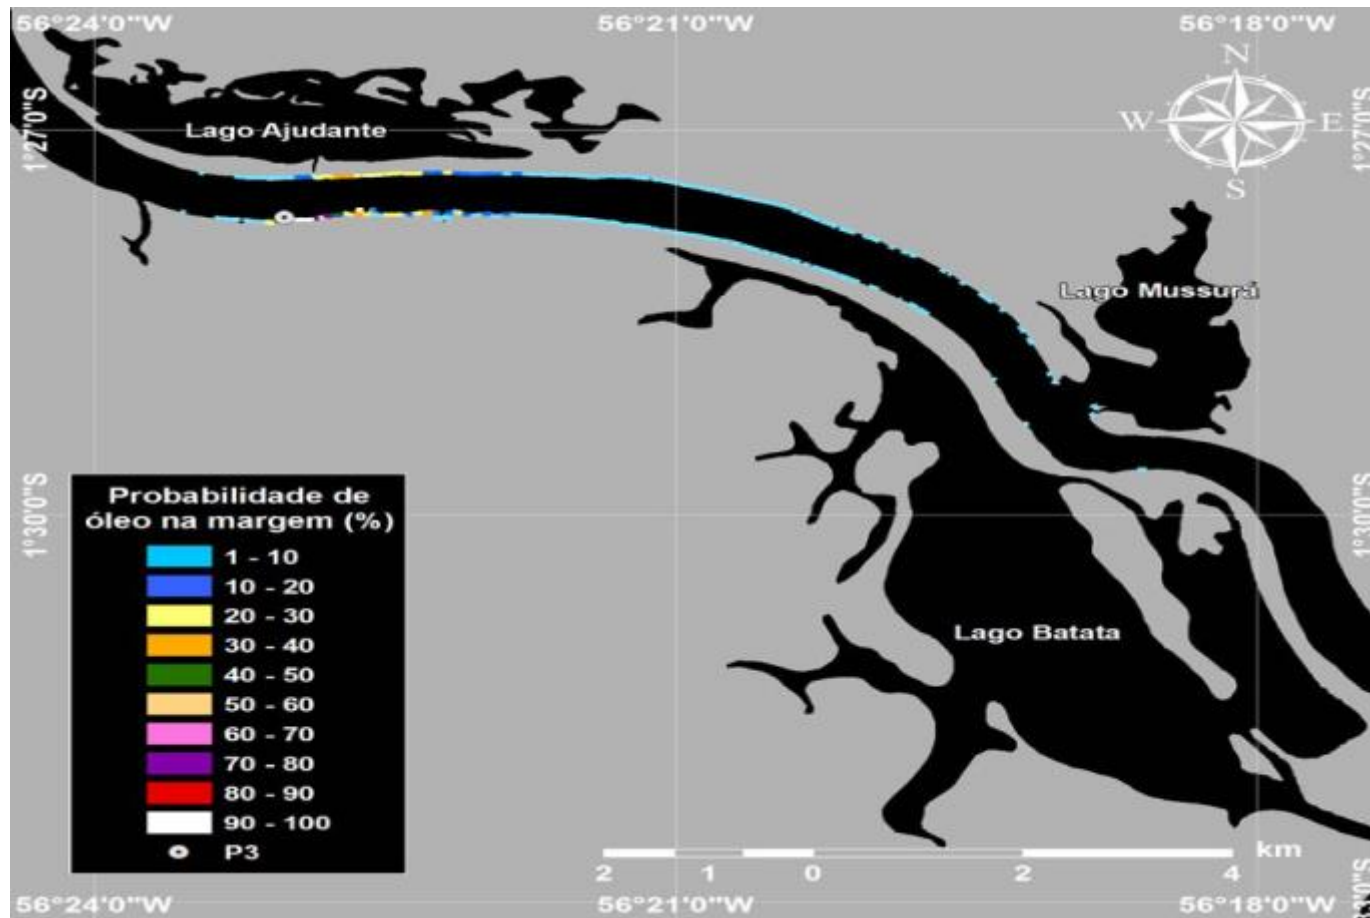 56°24'0"W 56°21'0"W 56°18'0"W
N
W E
S
1°27'0"S 1°27'0"S
Lago Ajudante
Lago Mussurá
Probabilidade de
óleo na margem (%)
1 - 10
10 - 20
20 - 30
30 - 40
40 - 50
50 - 60
60 - 70
70 - 80
80 - 90
90 - 100
P3
1°30'0"S 1°30'0"S
Lago Batata
km
2 1 0 2 4
56°24'0"W 56°21'0"W 56°18'0"W